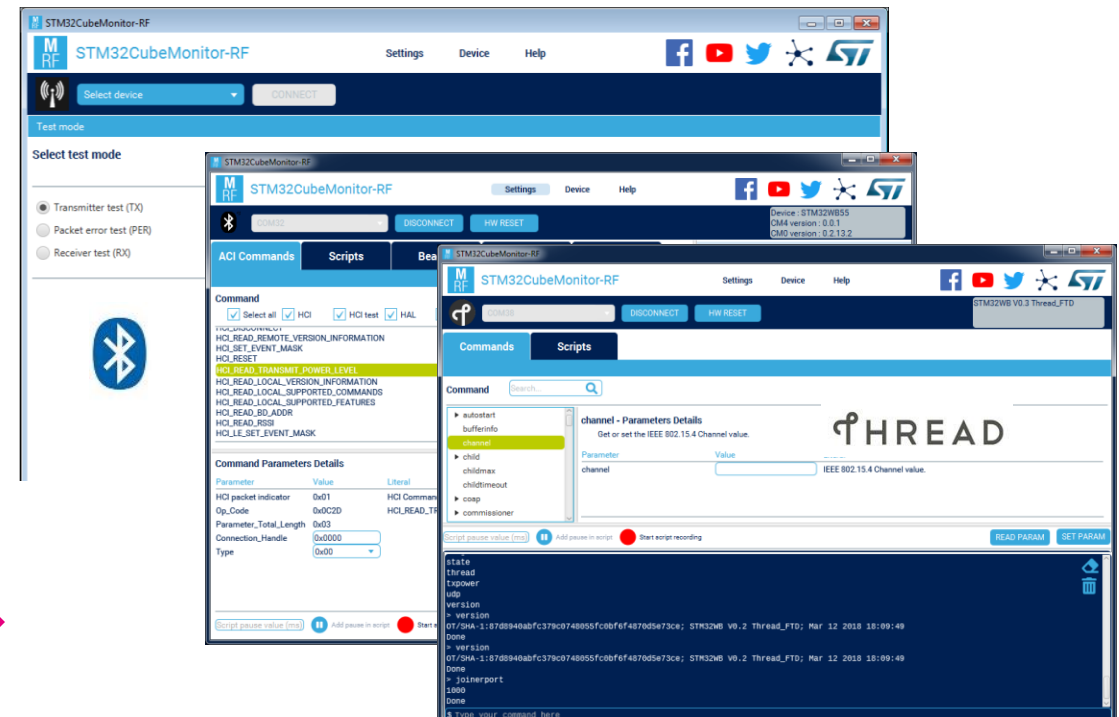 STM32CubeMonitor-RF
M
RF
STM32CubeMonitor-RF
Settings
Device
Help
Select device
CONNECT
Test mode
Select test mode
Transmitter test (TX)
Packet error test (PER)
Receiver test (RX)
STM32CubeMonitor-RF
M
RF
STM32CubeMonitor-RF
Settings
Device
Help
COM32
DISCONNECT
HW RESET
Device : STM32WB55
CM4 version : 0.0.1
CM0 version : 0.2.13.2
ACI Commands
Scripts
Bea
Command
Select all
HCI
HCI test
HAL
HCI_DISCONNECT
HCI_READ_REMOTE_VERSION_INFORMATION
HCI_SET_EVENT_MASK
HCI_RESET
HCI_READ_TRANSMIT_POWER_LEVEL
HCI_READ_LOCAL_VERSION_INFORMATION
HCI_READ_LOCAL_SUPPORTED_COMMANDS
HCI_READ_LOCAL_SUPPORTED_FEATURES
HCI_READ_BD_ADDR
HCI_READ_RSSI
HCI_LE_SET_EVENT_MASK
Command Parameters Details
Parameter Value Literal
HCI packet indicator 0x01 HCI Comman
Op_Code 0x0C2D HCI_READ_TR
Parameter_Total_Length 0x03
Connection_Handle 0x0000
Type 0x00
Script pause value (ms)
Add pause in script
Start s
STM32CubeMonitor-RF
M
RF
STM32CubeMonitor-RF
Settings
Device
Help
DISCONNECT
HW RESET
STM32WB V0.3 Thread_FTD
Commands
Scripts
Command
Search...
autostart
bufferinfo
channel
child
childmax
childtimeout
coap
commissioner
channel - Parameters Details
Get or set the IEEE 802.15.4 Channel value.
THREAD
Parameter Value
channel IEEE 802.15.4 Channel value.
Script pause value (ms)
Add pause in script
Start script recording
READ PARAM
SET PARAM
state
thread
txpower
udp
version
> version
OT/SHA-1:87d8940abfc379c0748055fc0bf6f4870d5e73ce; STM32WB V0.2 Thread_FTD; Mar 12 2018 18:09:49
Done
> version
OT/SHA-1:87d8940abfc379c0748055fc0bf6f4870d5e73ce; STM32WB V0.2 Thread_FTD; Mar 12 2018 18:09:49
Done
> joinerport
1000
Done
$ Type your command here